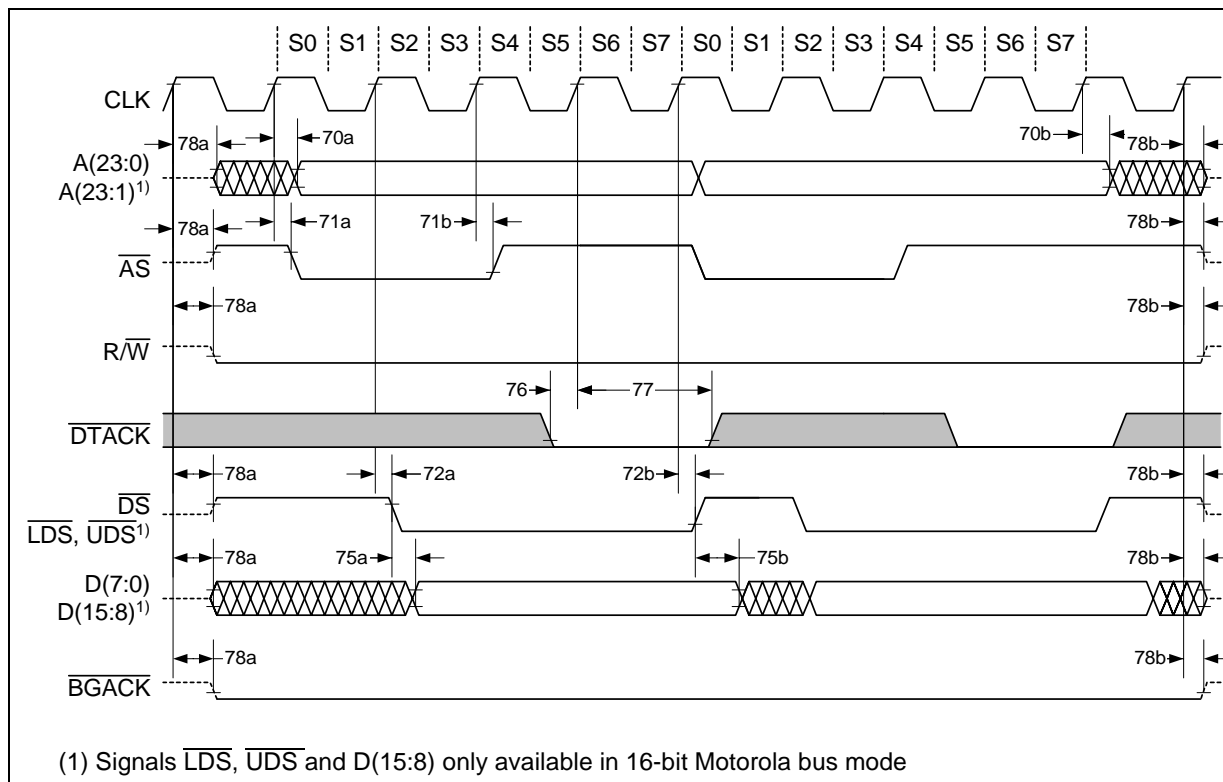 S0 S1 S2 S3 S4 S5 S6 S7 S0 S1 S2 S3 S4 S5 S6 S7
CLK
78a 70a 70b 78b
A(23:0)
A(23:1)1)
78a 71a 71b 78b
AS
78a 78b
R/W
76 77
DTACK
78a 72a 72b 78b
DS
LDS, UDS1)
78a 75a 75b 78b
D(7:0)
D(15:8)1)
78a 78b
BGACK
(1) Signals LDS, UDS and D(15:8) only available in 16-bit Motorola bus mode